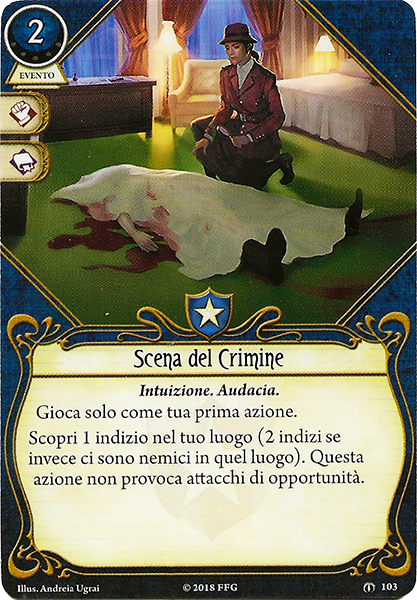 2
EVENTO
Scena del Crimine
Intuizione. Audacia.
Gioca solo come tua prima azione.
Scopri 1 indizio nel tuo luogo (2 indizi se
invece ci sono nemici in quel luogo). Questa
azione non provoca attacchi di opportunità.
Illus. Andreia Ugrai
© 2018 FFG
103